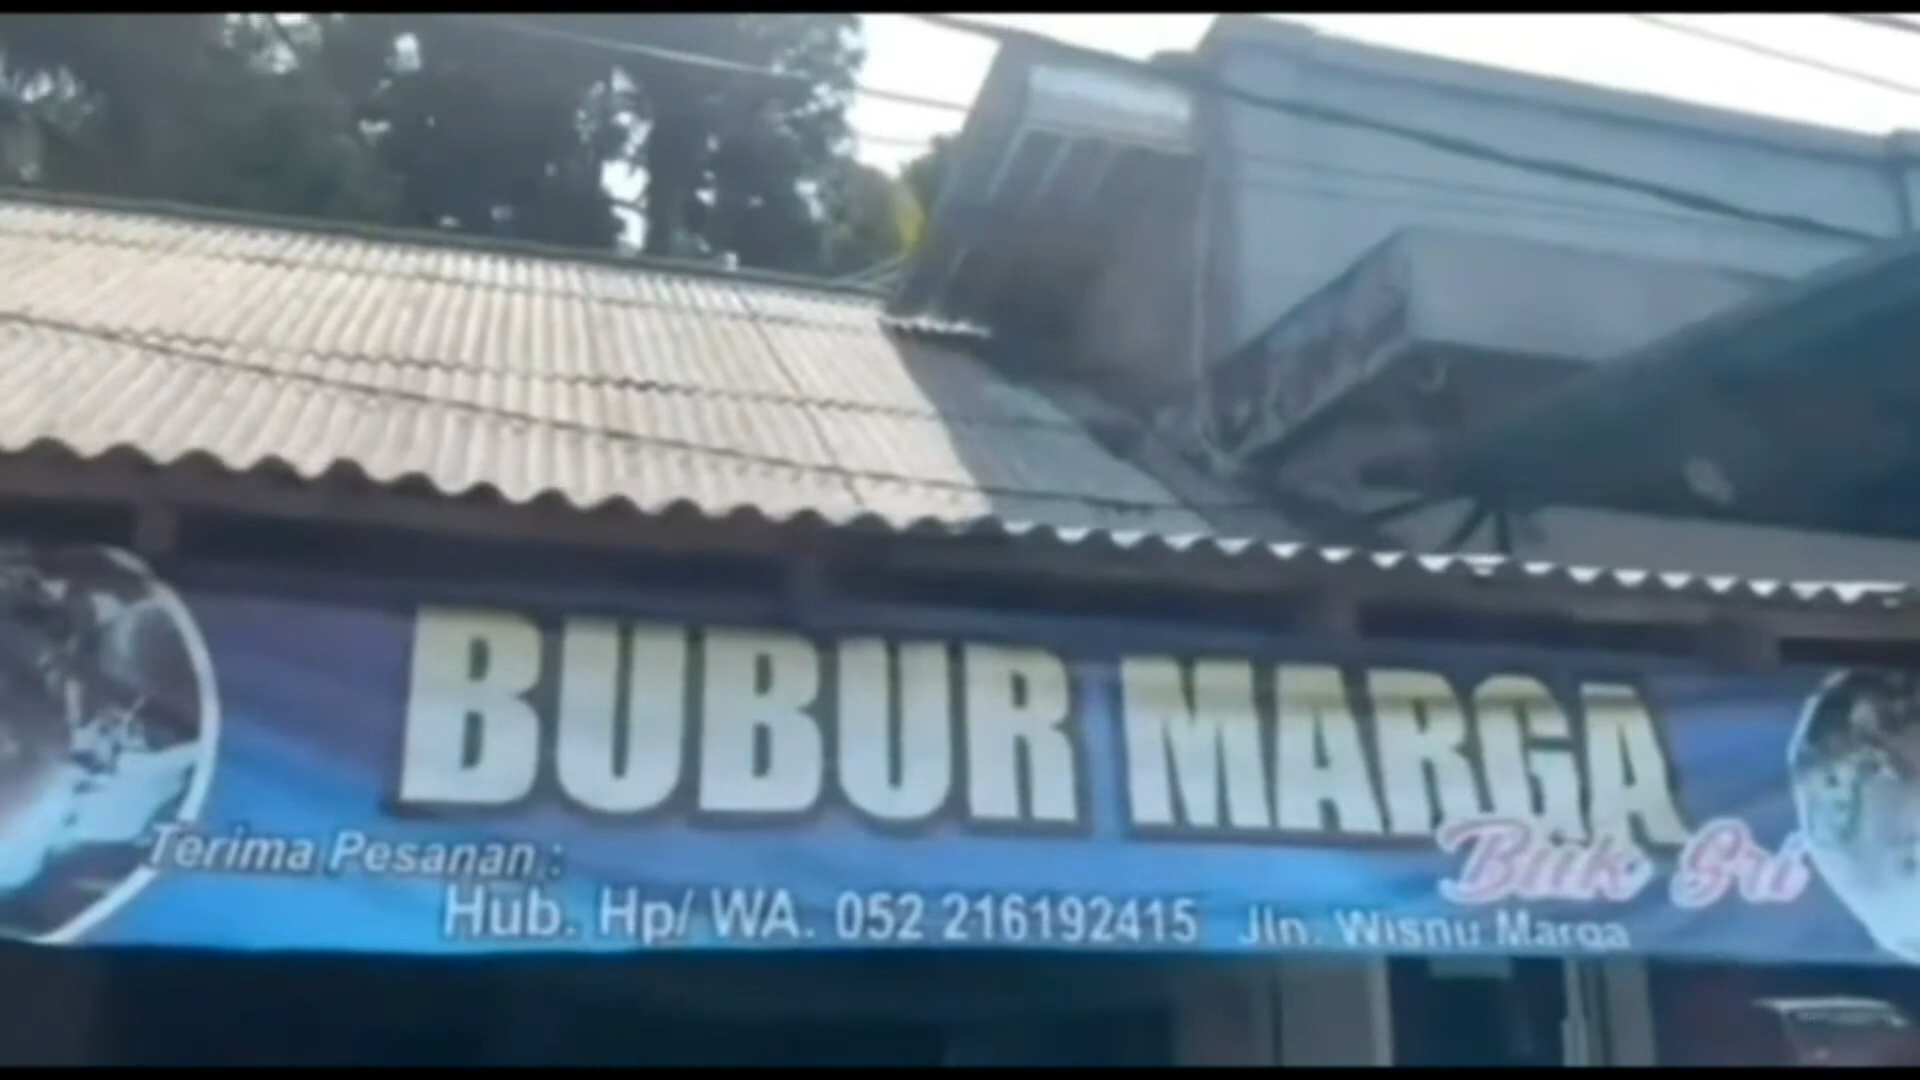 BUBUR MARGA
Buk Sri
Terima Pesanan :
Hub. Hp/ WA. 052 216192415 Jln. Wisnu Marga